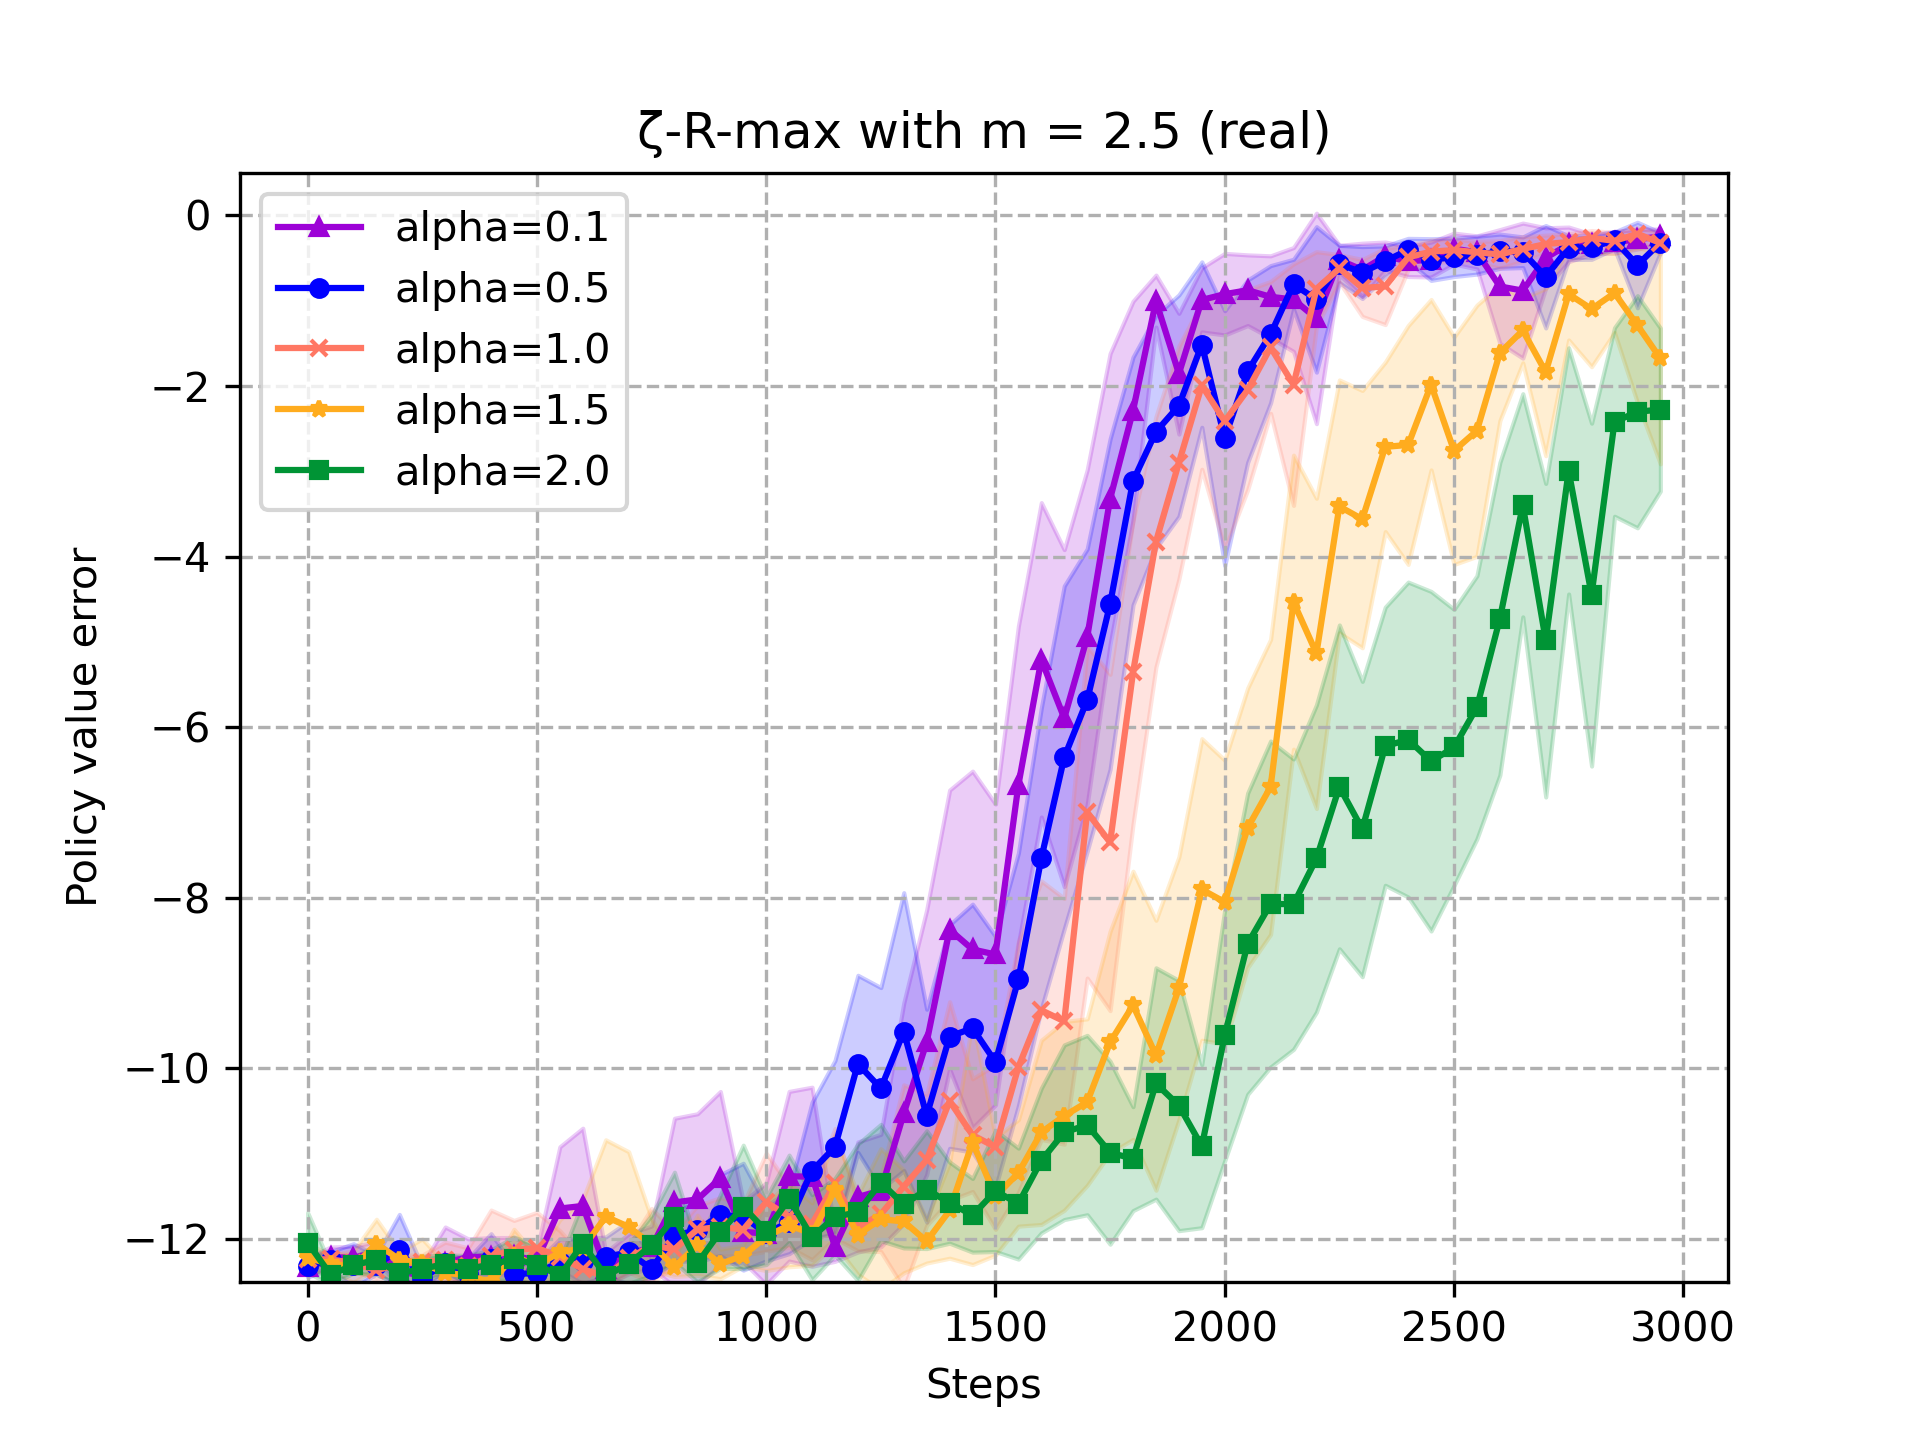 ζ-R-max with m = 2.5 (real)
alpha=0.1
alpha=0.5
alpha=1.0
alpha=1.5
alpha=2.0
Policy value error
0
−2
−4
−6
−8
−10
−12
0 500 1000 1500 2000 2500 3000
Steps